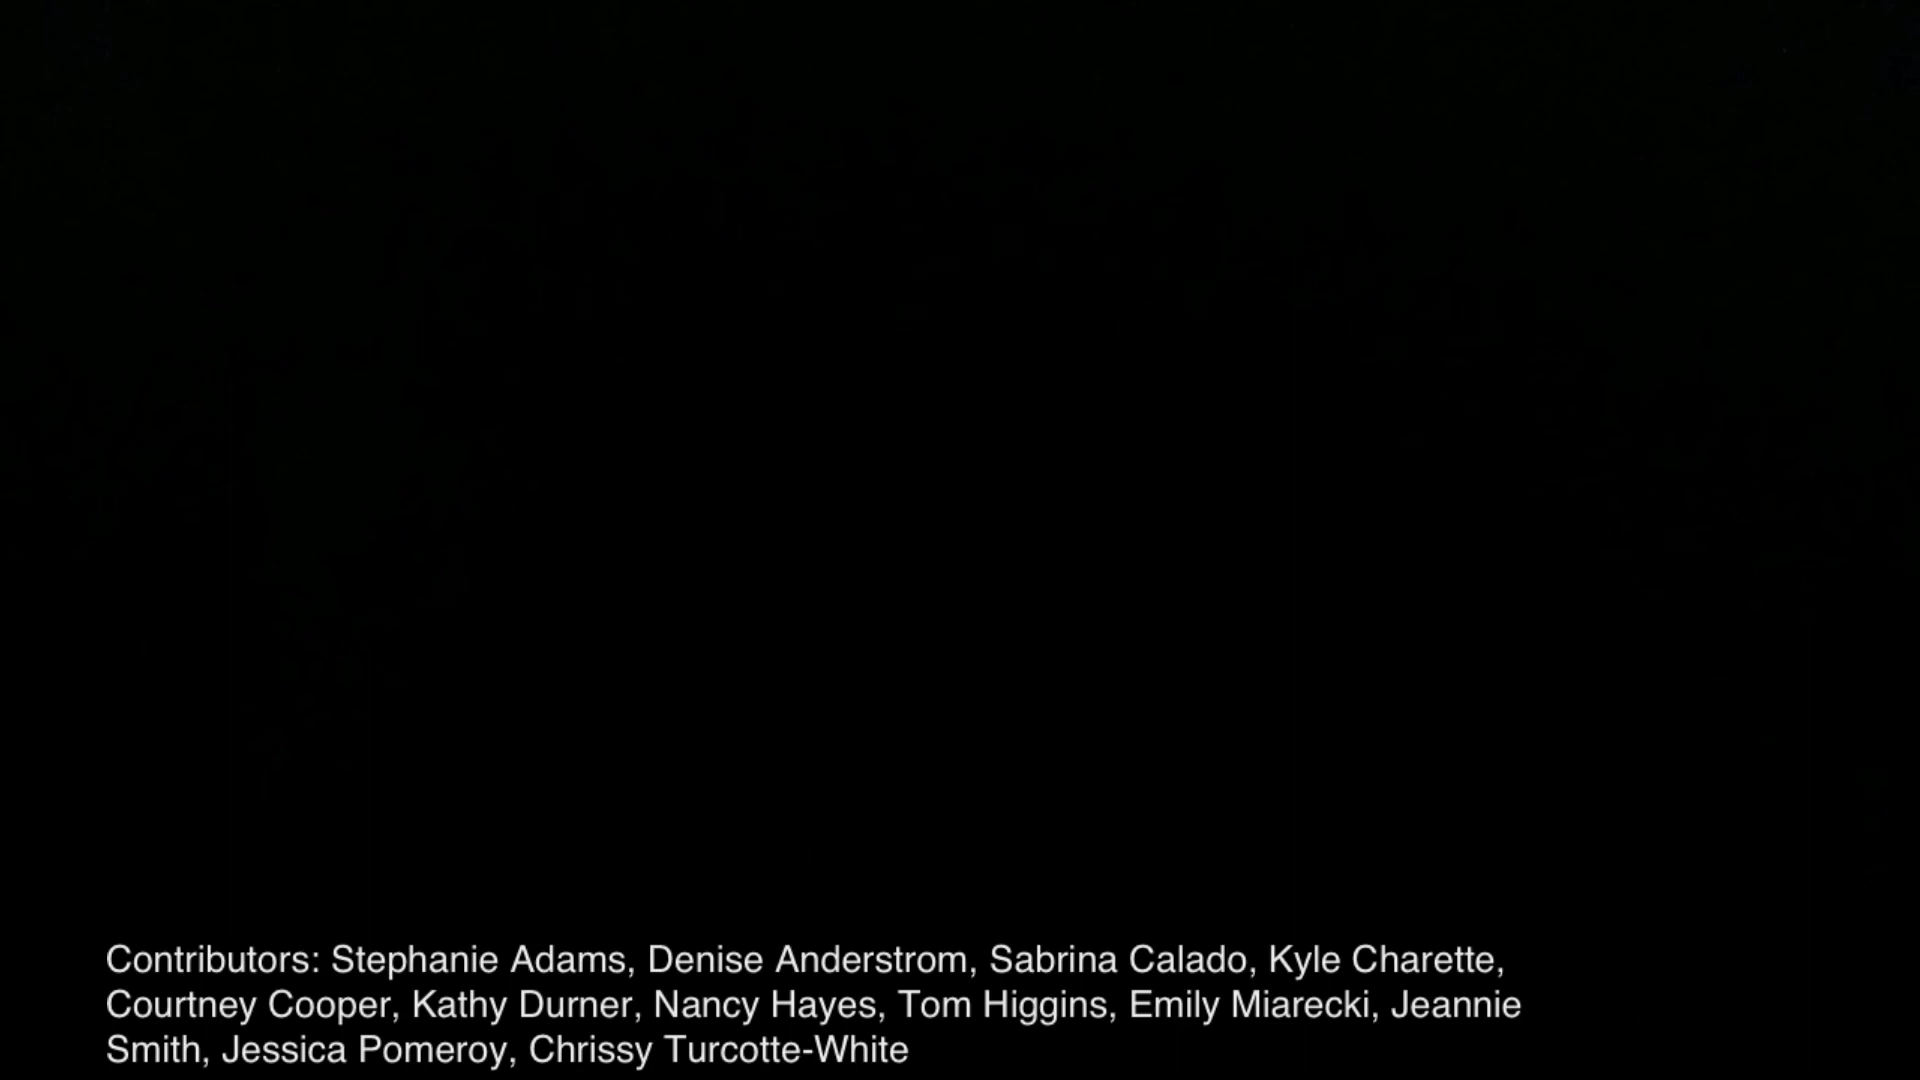 Contributors: Stephanie Adams, Denise Anderstrom, Sabrina Calado, Kyle Charette,
Courtney Cooper, Kathy Durner, Nancy Hayes, Tom Higgins, Emily Miarecki, Jeannie
Smith, Jessica Pomeroy, Chrissy Turcotte-White